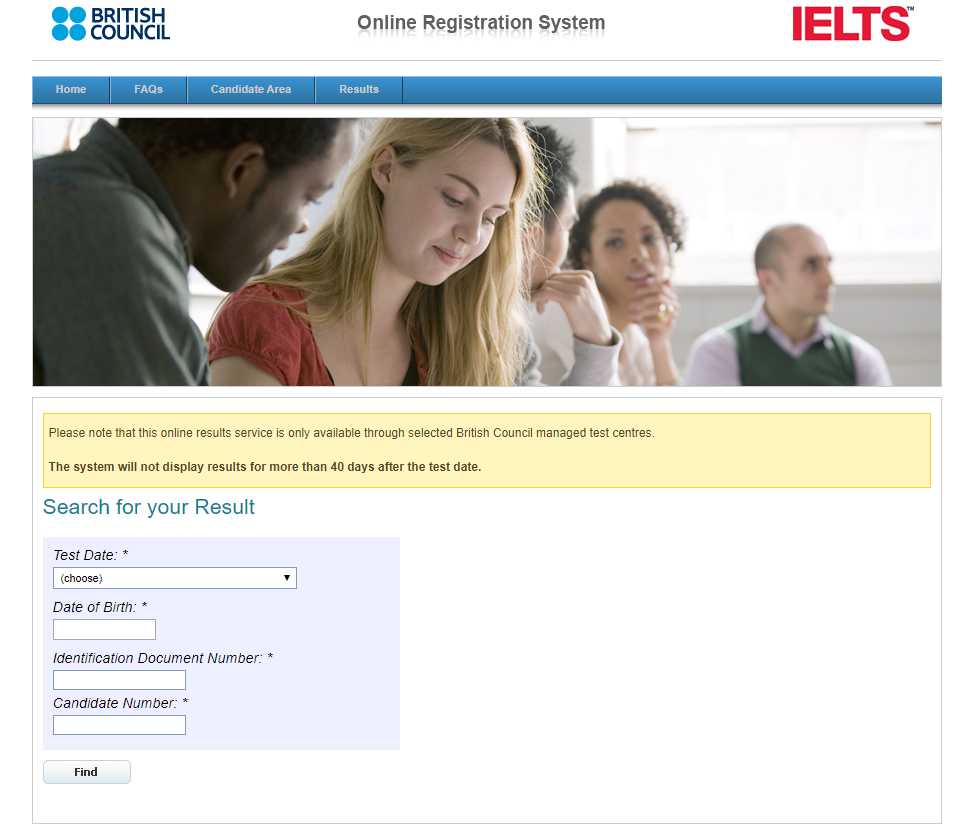 BRITISH
COUNCIL
Online Registration System
IELTS™
Home FAQs Candidate Area Results
Please note that this online results service is only available through selected British Council managed test centres.
The system will not display results for more than 40 days after the test date.
Search for your Result
Test Date: *
(choose)
Date of Birth: *
Identification Document Number: *
Candidate Number: *
Find